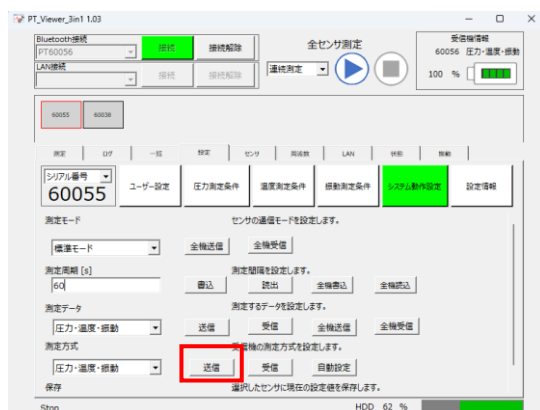 PT_Viewer_3in1 1.03
Bluetooth接続
PT60056
接続
接続解除
LAN接続
接続
接続解除
全センサ測定
連続測定
受信機情報
60056 圧力・温度・振動
100 %
60055
60038
測定
ログ
一覧
設定
センサ
周波数
LAN
状態
シリアル番号
60055
ユーザー設定
圧力測定条件
温度測定条件
振動測定条件
システム動作設定
設定情報
測定モード
センサの通信モードを設定します。
標準モード
全機送信
全機受信
測定周期 [s]
測定間隔を設定します。
60
書込
読出
全機書込
全機読込
測定データ
測定するデータを設定します。
圧力・温度・振動
送信
受信
全機送信
全機受信
測定方式
受信機の測定方式を設定します。
圧力・温度・振動
送信
受信
自動設定
保存
選択したセンサに現在の設定値を保存します。
Stop
HDD 62 %